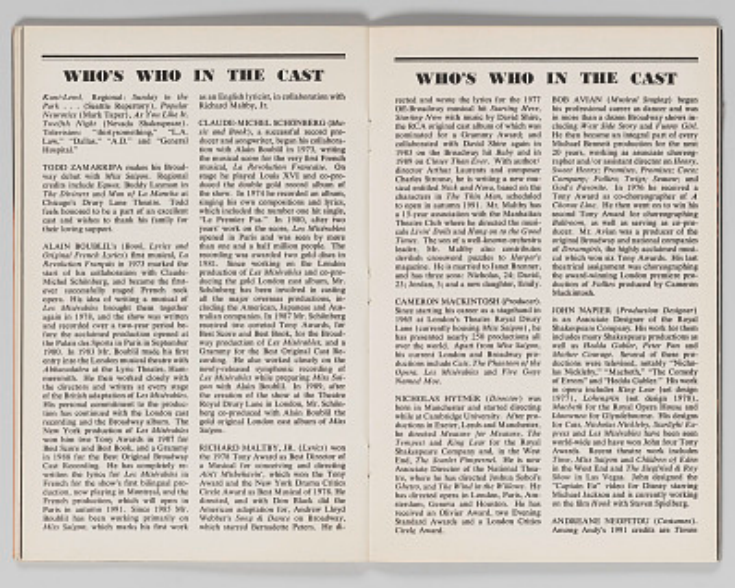 WHO'S WHO IN THE CAST
Kani-Lowd. Regional: Sunday in the
Park . . . (Seattle Repertory), Popular
Neurotics (Mark Taper), As You Like It,
Twelfth Night (Nevada Shakespeare).
Television: "thirtysomething," "L.A.
Law," "Dallas," "A.D." and "General
Hospital."
TODD ZAMARRIPA makes his Broad-
way debut with Miss Saigon. Regional
credits include Equus, Buddy Layman in
The Diviners and Man of La Mancha at
Chicago's Drury Lane Theatre. Todd
feels honored to be a part of an excellent
cast and wishes to thank his family for
their loving support.
ALAIN BOUBLIL's (Book, Lyrics and
Original French Lyrics) first musical, La
Révolution Française in 1973 marked the
start of his collaboration with Claude-
Michel Schönberg, and became the first-
ever successfully staged French rock
opera. His idea of writing a musical of
Les Misérables brought them together
again in 1978, and the show was written
and recorded over a two-year period be-
fore the acclaimed production opened at
the Palais des Sports in Paris in September
1980. In 1983 Mr. Boublil made his first
entry into the London musical theatre with
Abbacadabra at the Lyric Theatre, Ham-
mersmith. He then worked closely with
the directors and writers at every stage
of the British adaptation of Les Misérables.
His personal commitment to the produc-
tion has continued with the London cast
recording and the Broadway album. The
New York production of Les Misérables
won him two Tony Awards in 1987 for
Best Score and Best Book, and a Grammy
in 1988 for the Best Original Broadway
Cast Recording. He has completely re-
written the lyrics for Les Misérables in
French for the show's first bilingual pro-
duction, now playing in Montreal, and the
French production, which will open in
Paris in autumn 1991. Since 1985 Mr.
Boublil has been working primarily on
Miss Saigon, which marks his first work
as an English lyricist, in collaboration with
Richard Maltby, Jr.
CLAUDE-MICHEL SCHONBERG (Mu-
sic and Book), a successful record pro-
ducer and songwriter, began his collabora-
tion with Alain Boublil in 1973, writing
the musical score for the very first French
musical, La Révolution Française. On
stage he played Louis XVI and co-pro-
duced the double gold record album of
the show. In 1974 he recorded an album,
singing his own compositions and lyrics,
which included the number one hit single,
"Le Premier Pas." In 1980, after two
years' work on the score, Les Misérables
opened in Paris and was seen by more
than one and a half million people. The
recording was awarded two gold discs in
1981. Since working on the London
production of Les Misérables and co-pro-
ducing the gold London cast album, Mr.
Schönberg has been involved in casting
all the major overseas productions, in-
cluding the American, Japanese and Aus-
tralian companies. In 1987 Mr. Schönberg
received two coveted Tony Awards, for
Best Score and Best Book, for the Broad-
way production of Les Misérables, and a
Grammy for the Best Original Cast Re-
cording. He also worked closely on the
newly-released symphonic recording of
Les Misérables while preparing Miss Sai-
gon with Alain Boublil. In 1989, after
the creation of the show at the Theatre
Royal Drury Lane in London, Mr. Schön-
berg co-produced with Alain Boublil the
gold original London cast album of Miss
Saigon.
RICHARD MALTBY, JR. (Lyrics) won
the 1978 Tony Award as Best Director of
a Musical for conceiving and directing
Ain't Misbehavin', which won the Tony
Award and the New York Drama Critics
Circle Award as Best Musical of 1978. He
directed, and with Don Black did the
American adaptation for, Andrew Lloyd
Webber's Song & Dance on Broadway,
which starred Bernadette Peters. He di-
WHO'S WHO IN THE CAST
rected and wrote the lyrics for the 1977
Off-Broadway musical hit Starting Here,
Starting Now with music by David Shire,
the RCA original cast album of which was
nominated for a Grammy Award; and
collaborated with David Shire again in
1983 on the Broadway hit Baby and in
1989 on Closer Than Ever. With author/
director Arthur Laurents and composer
Charles Strouse, he is writing a new mu-
sical entitled Nick and Nora, based on the
characters in The Thin Man, scheduled
to open in autumn 1991. Mr. Maltby has
a 15-year association with the Manhattan
Theatre Club where he directed the musi-
cals Livin' Dolls and Hang on to the Good
Times. The son of a well-known orchestra
leader, Mr. Maltby also contributes
devilish crossword puzzles to Harper's
magazine. He is married to Janet Brenner,
and has three sons: Nicholas, 24; David,
23; Jordan, 3; and a new daughter, Emily.
CAMERON MACKINTOSH (Producer).
Since starting his career as a stagehand in
1965 at London's Theatre Royal Drury
Lane (currently housing Miss Saigon), he
has presented nearly 250 productions all
over the world. Apart from Miss Saigon,
his current London and Broadway pro-
ductions include Cats, The Phantom of the
Opera, Les Misérables and Five Guys
Named Moe.
NICHOLAS HYTNER (Director) was
born in Manchester and started directing
while at Cambridge University. After pro-
ductions in Exeter, Leeds and Manchester,
he directed Measure for Measure, The
Tempest and King Lear for the Royal
Shakespeare Company and, in the West
End, The Scarlet Pimpernel. He is now
Associate Director of the National Thea-
tre, where he has directed Joshua Sobol's
Ghetto, and The Wind in the Willows. He
has directed opera in London, Paris, Am-
sterdam, Geneva and Houston. He has
received an Olivier Award, two Evening
Standard Awards and a London Critics
Circle Award.
BOB AVIAN (Musical Staging) began
his professional career as dancer and was
in more than a dozen Broadway shows in-
cluding West Side Story and Funny Girl.
He then became an integral part of every
Michael Bennett production for the next
20 years, working as associate choreog-
rapher and/or assistant director on Henry,
Sweet Henry; Promises, Promises; Coco;
Company; Follies; Twigs; Seesaw; and
God's Favorite. In 1976 he received a
Tony Award as co-choreographer of A
Chorus Line. He then went on to win his
second Tony Award for choreographing
Ballroom, as well as serving as co-pro-
ducer. Mr. Avian was a producer of the
original Broadway and national companies
of Dreamgirls, the highly acclaimed musi-
cal which won six Tony Awards. His last
theatrical assignment was choreographing
the award-winning London premiere pro-
duction of Follies produced by Cameron
Mackintosh.
JOHN NAPIER (Production Designer)
is an Associate Designer of the Royal
Shakespeare Company. His work for them
includes many Shakespeare productions as
well as Hedda Gabler, Peter Pan and
Mother Courage. Several of these pro-
ductions were televised, notably "Nicho-
las Nickleby," "Macbeth," "The Comedy
of Errors" and "Hedda Gabler." His work
in opera includes King Lear (set design
1977), Lohengrin (set design 1978),
Macbeth for the Royal Opera House and
Idomeneo for Glyndebourne. His designs
for Cats, Nicholas Nickleby, Starlight Ex-
press and Les Misérables have been seen
world-wide and have won John four Tony
Awards. Recent theatre work includes
Time, Miss Saigon and Children of Eden
in the West End and The Siegfried & Roy
Show in Las Vegas. John designed the
"Captain Eo" video for Disney starring
Michael Jackson and is currently working
on the film Hook with Steven Spielberg.
ANDREANE NEOFITOU (Costumes).
Among Andy's 1991 credits are Three